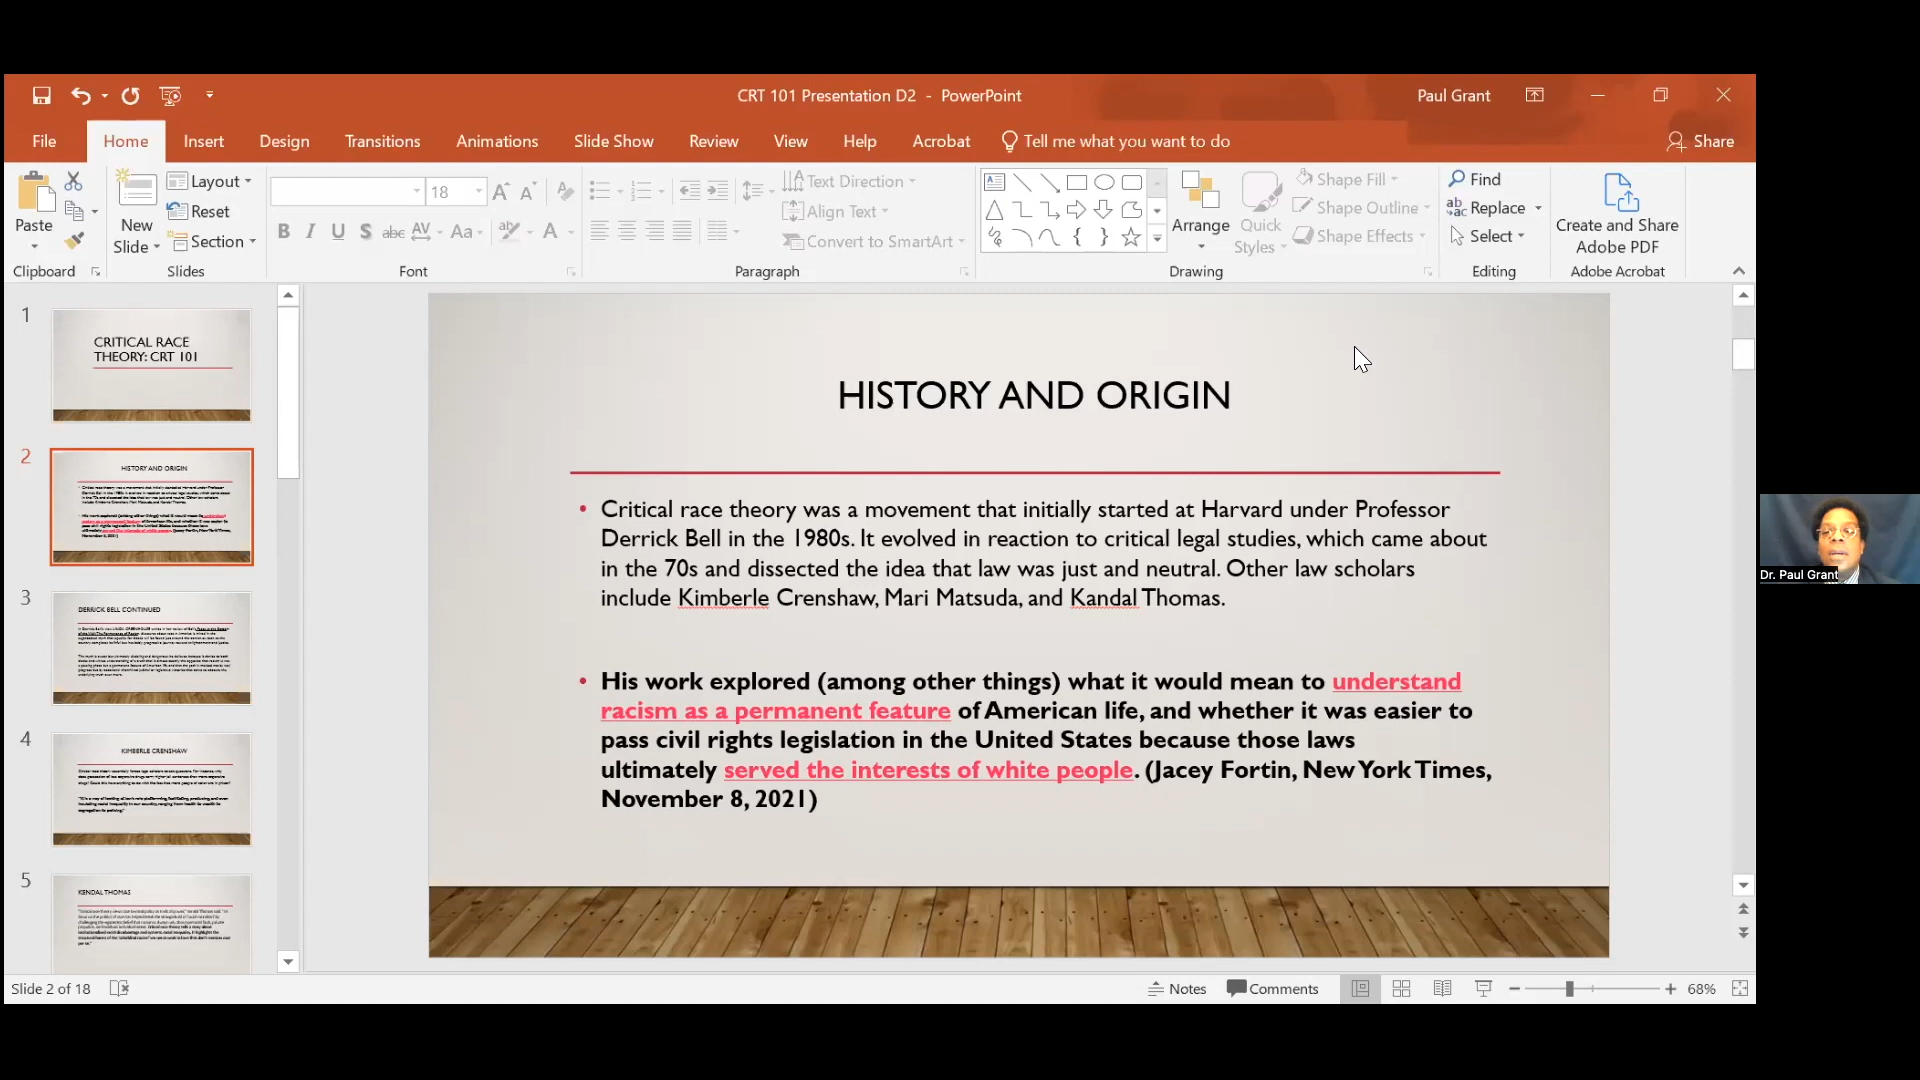 CRT 101 Presentation D2 - PowerPoint
Paul Grant
File Home Insert Design Transitions Animations Slide Show Review View Help Acrobat Tell me what you want to do
Share
Paste
New
Slide
Layout
Reset
Section
18
B I U S abc AV Aa A
Text Direction
Align Text
Convert to SmartArt
Arrange
Quick
Styles
Shape Fill
Shape Outline
Shape Effects
Find
Replace
Select
Create and Share
Adobe PDF
Clipboard Slides Font Paragraph Drawing Editing Adobe Acrobat
1
CRITICAL RACE
THEORY: CRT 101
2
HISTORY AND ORIGIN
3
DERRICK BELL CONTINUED
4
KIMBERLE CRENSHAW
5
KENDAL THOMAS
HISTORY AND ORIGIN
• Critical race theory was a movement that initially started at Harvard under Professor
Derrick Bell in the 1980s. It evolved in reaction to critical legal studies, which came about
in the 70s and dissected the idea that law was just and neutral. Other law scholars
include Kimberle Crenshaw, Mari Matsuda, and Kandal Thomas.
• His work explored (among other things) what it would mean to understand
racism as a permanent feature of American life, and whether it was easier to
pass civil rights legislation in the United States because those laws
ultimately served the interests of white people. (Jacey Fortin, New York Times,
November 8, 2021)
Dr. Paul Grant
Slide 2 of 18
Notes
Comments
68%